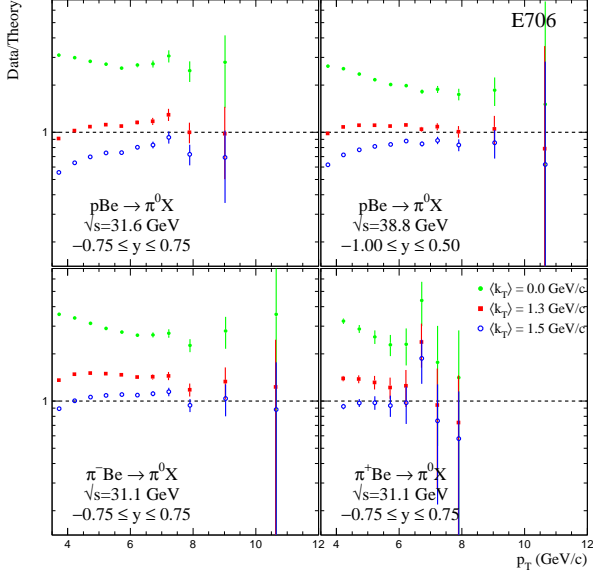 Data/Theory
E706
1
pBe → π⁰X
√s=31.6 GeV
−0.75 ≤ y ≤ 0.75
pBe → π⁰X
√s=38.8 GeV
−1.00 ≤ y ≤ 0.50
⟨k_T⟩ = 0.0 GeV/c
⟨k_T⟩ = 1.3 GeV/c
⟨k_T⟩ = 1.5 GeV/c
1
π⁻Be → π⁰X
√s=31.1 GeV
−0.75 ≤ y ≤ 0.75
π⁺Be → π⁰X
√s=31.1 GeV
−0.75 ≤ y ≤ 0.75
4 6 8 10 12 4 6 8 10 12
p_T (GeV/c)